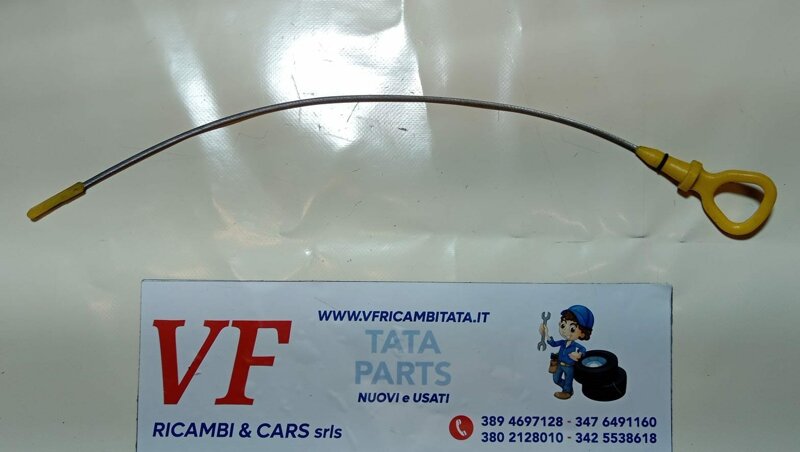 WWW.VFRICAMBITATA.IT
VF
TATA
PARTS
NUOVI e USATI
RICAMBI & CARS srls
389 4697128 - 347 6491160
380 2128010 - 342 5538618